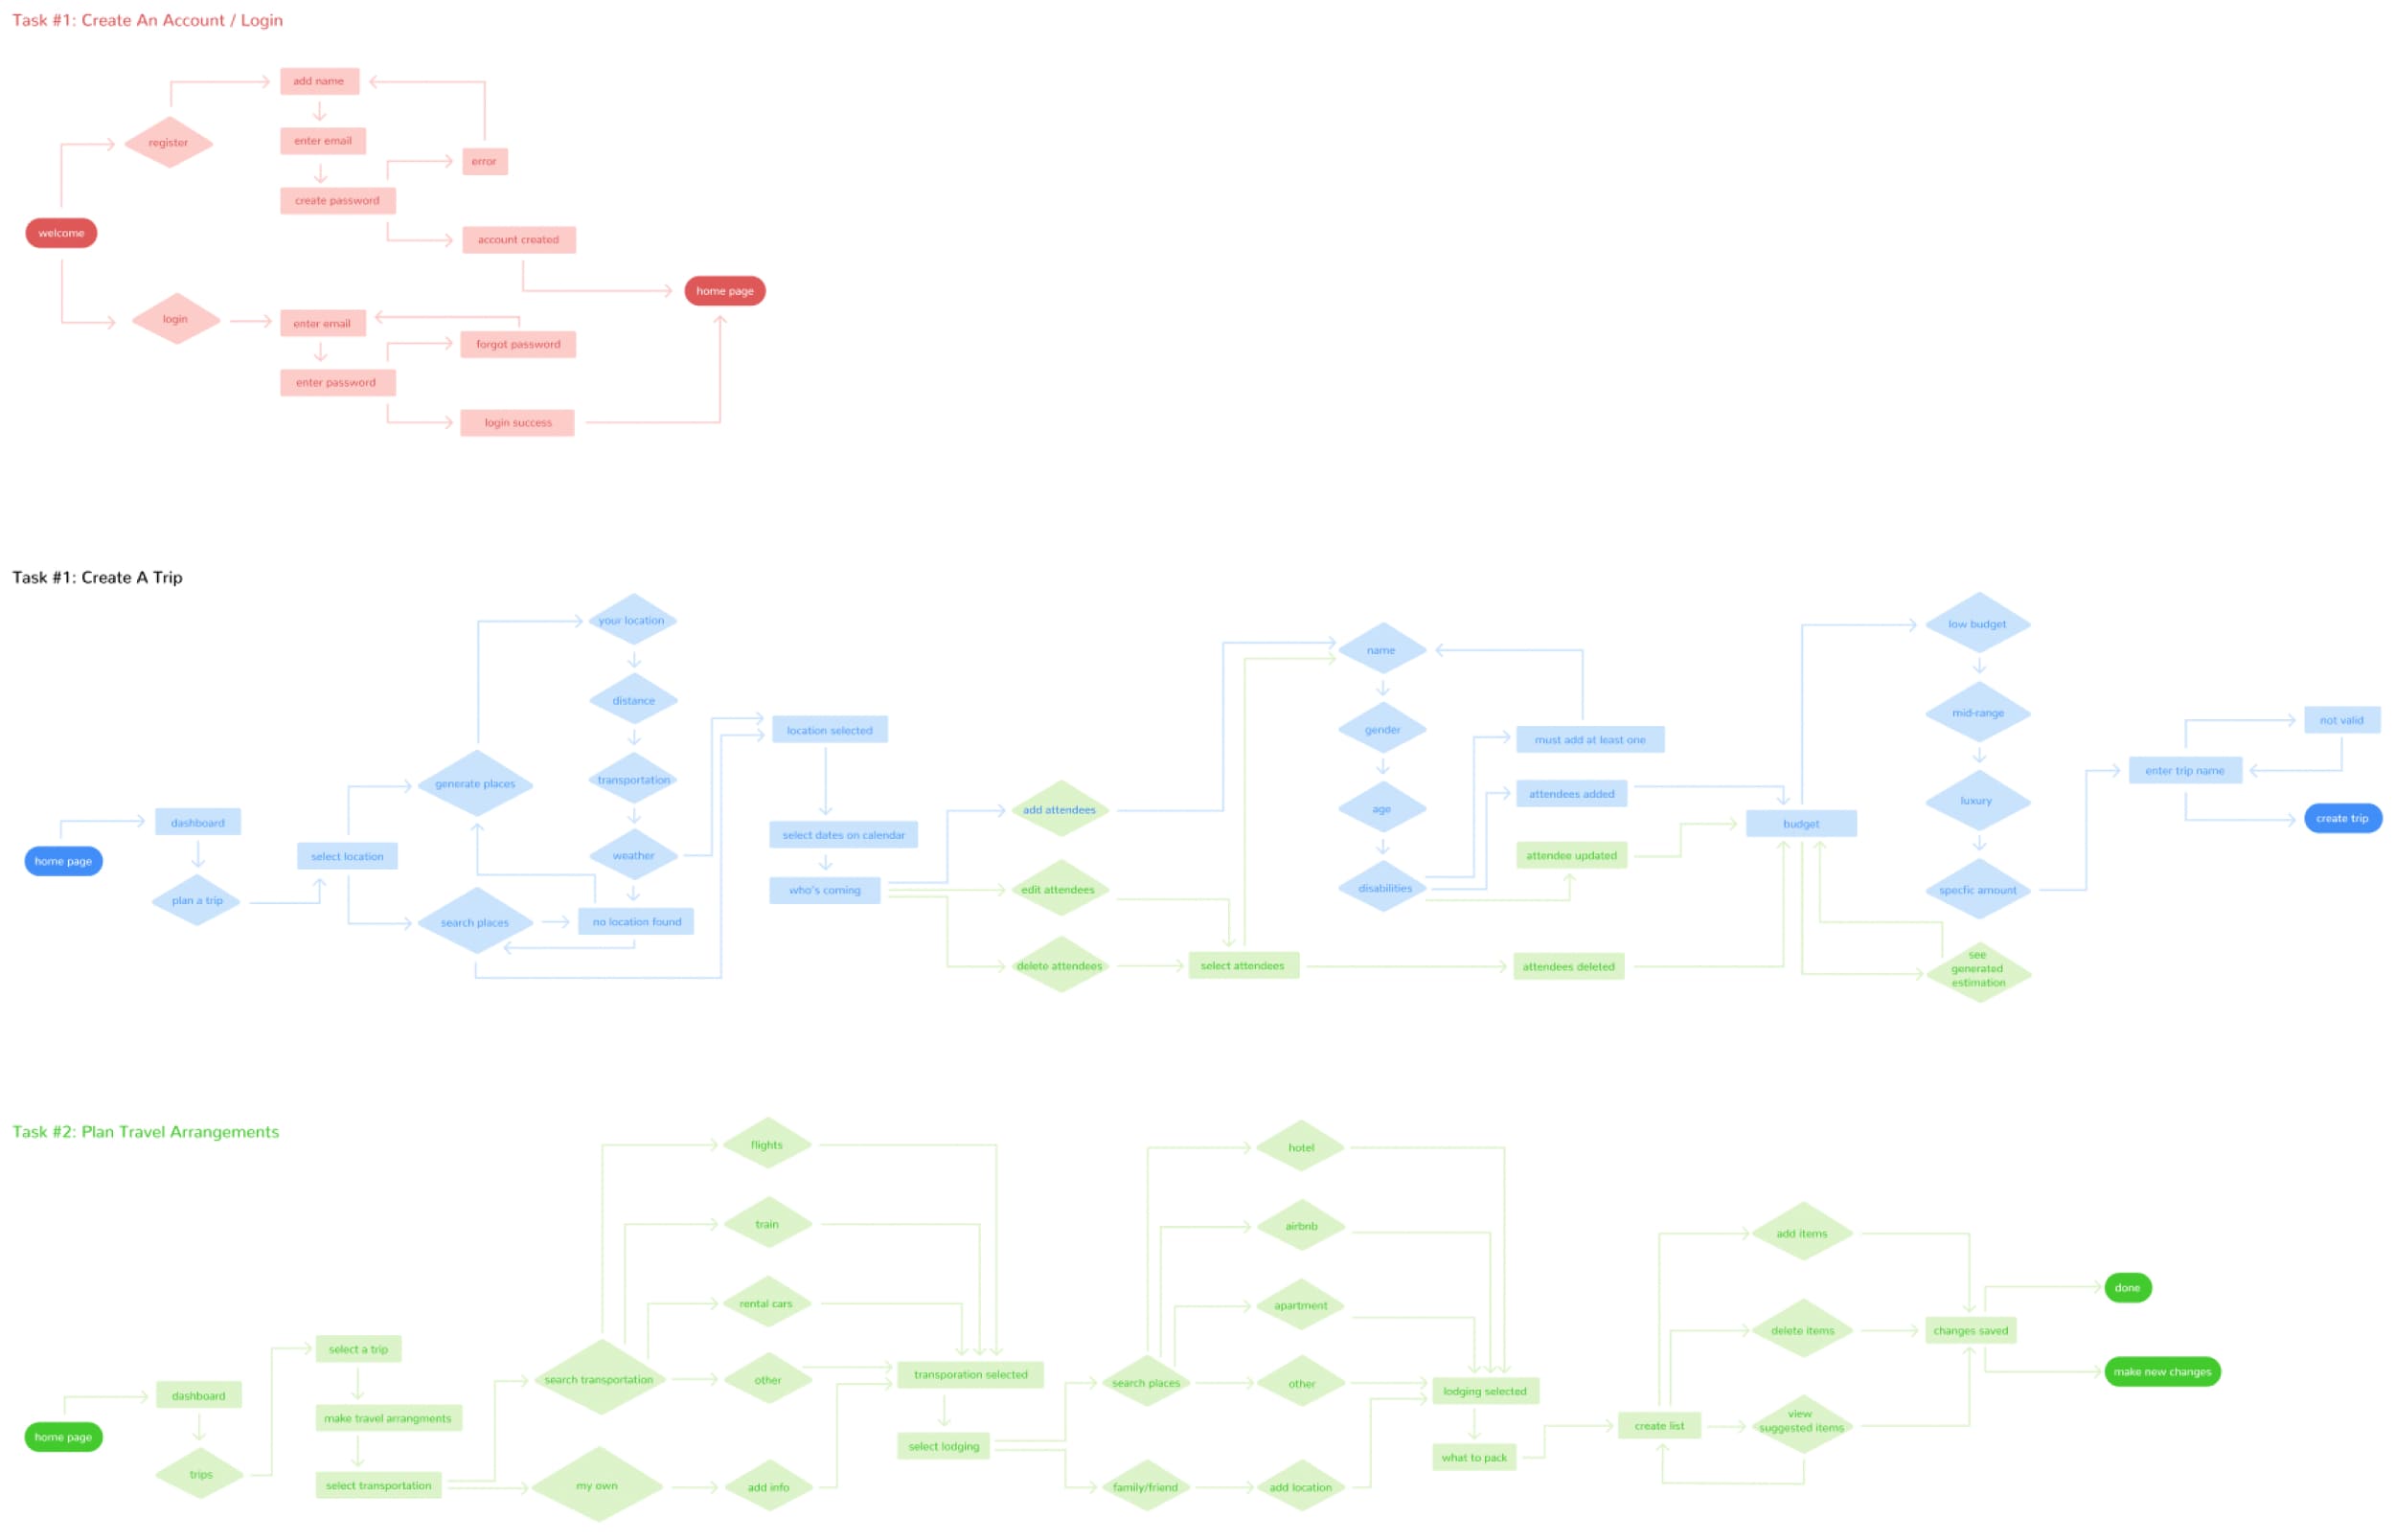 Task #1: Create An Account / Login
add name
register
enter email
error
create password
welcome
account created
home page
login
enter email
forgot password
enter password
login success
Task #1: Create A Trip
your location
low budget
name
distance
mid-range
gender
location selected
must add at least one
not valid
enter trip name
generate places
transportation
attendees added
luxury
add attendees
age
dashboard
select dates on calendar
budget
create trip
home page
select location
weather
attendee updated
who's coming
edit attendees
disabilities
specfic amount
plan a trip
search places
no location found
delete attendees
select attendees
attendees deleted
see
generated
estimation
Task #2: Plan Travel Arrangements
flights
hotel
train
airbnb
add items
rental cars
apartment
done
delete items
changes saved
select a trip
search transportation
other
transporation selected
search places
other
lodging selected
make new changes
dashboard
make travel arrangments
view
suggested items
create list
home page
select lodging
what to pack
trips
select transportation
my own
add info
family/friend
add location